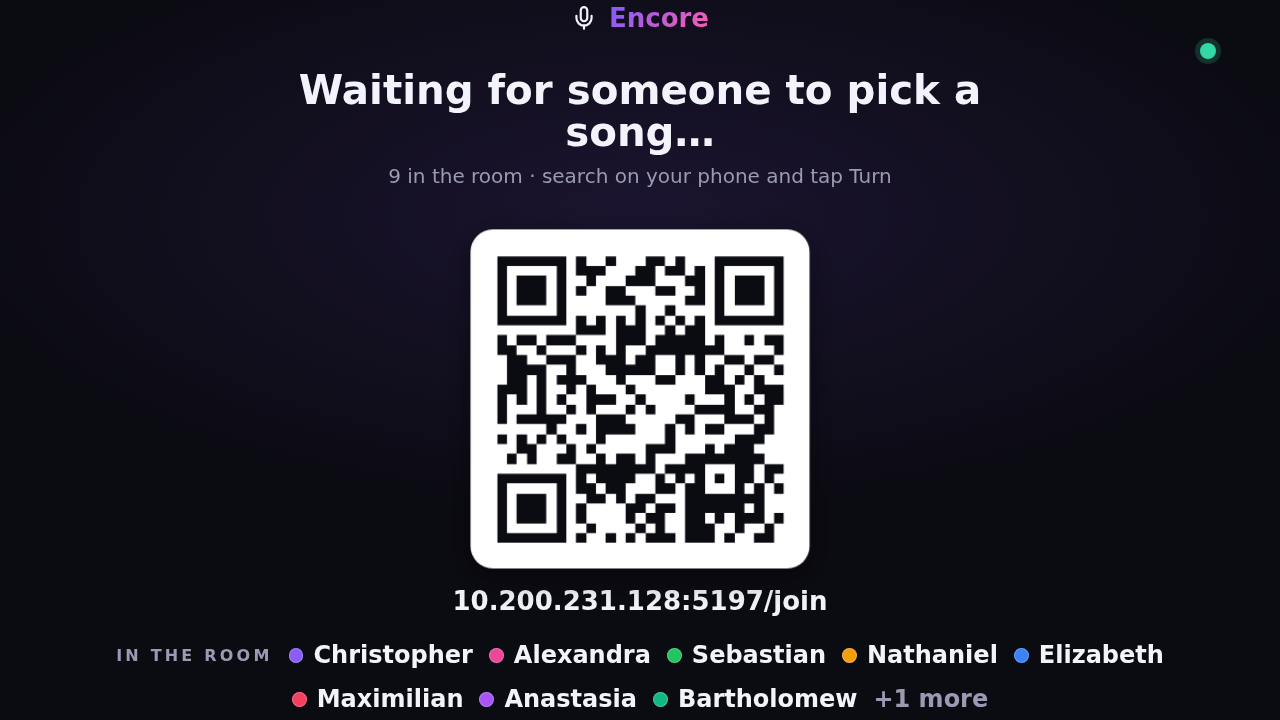 Encore
Waiting for someone to pick a
song…
9 in the room · search on your phone and tap Turn
10.200.231.128:5197/join
IN THE ROOM Christopher Alexandra Sebastian Nathaniel Elizabeth
Maximilian Anastasia Bartholomew +1 more